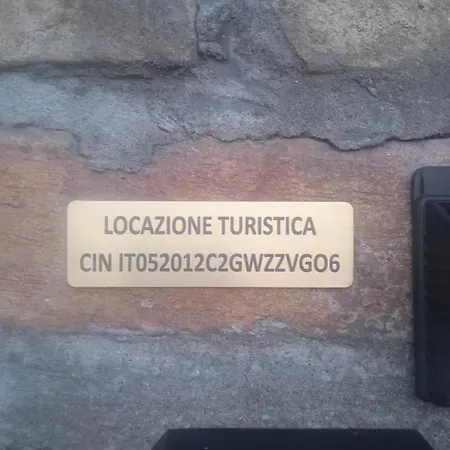 LOCAZIONE TURISTICA
CIN IT052012C2GWZZVGO6